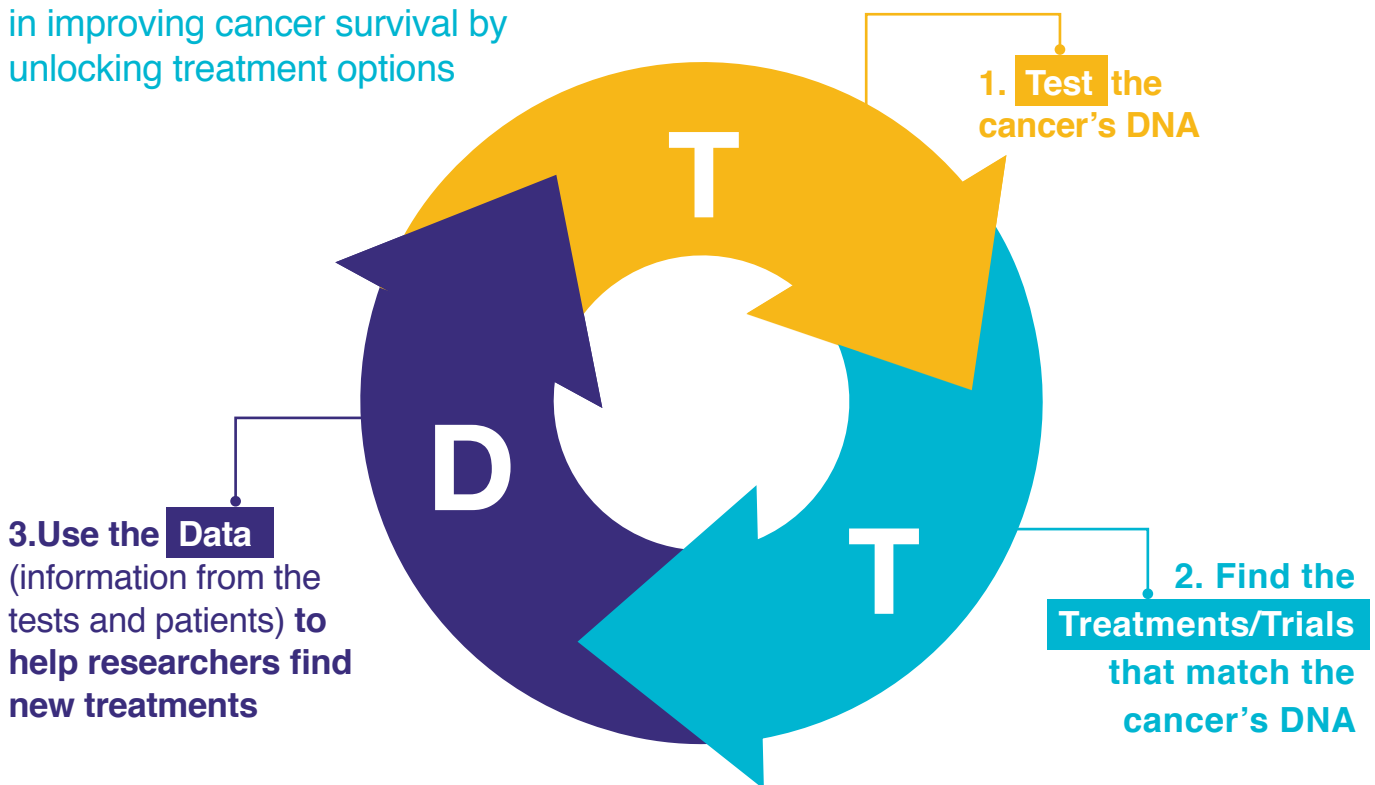 in improving cancer survival by
unlocking treatment options
1. Test the
cancer’s DNA
T
T
D
2. Find the
Treatments/Trials
that match the
cancer’s DNA
3.Use the Data
(information from the
tests and patients) to
help researchers find
new treatments